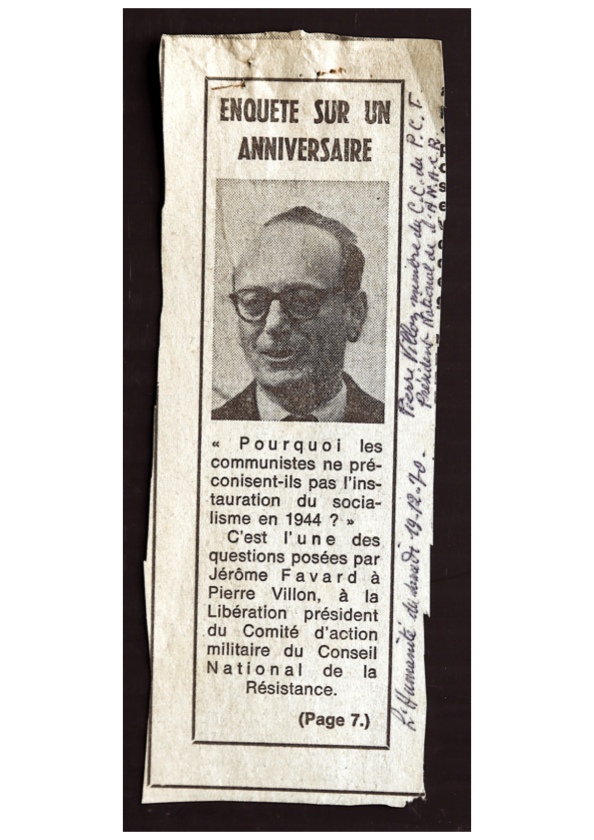 ENQUETE SUR UN
ANNIVERSAIRE
« Pourquoi les
communistes ne pré-
conisent-ils pas l'ins-
tauration du socia-
lisme en 1944 ? »
C'est l'une des
questions posées par
Jérôme Favard à
Pierre Villon, à la
Libération président
du Comité d'action
militaire du Conseil
National de la
Résistance.
(Page 7.)
L'Humanité du 19-12-70. Pierre Villon membre du C.C. du P.C.F.
Président National de l'A.N.A.C.R.